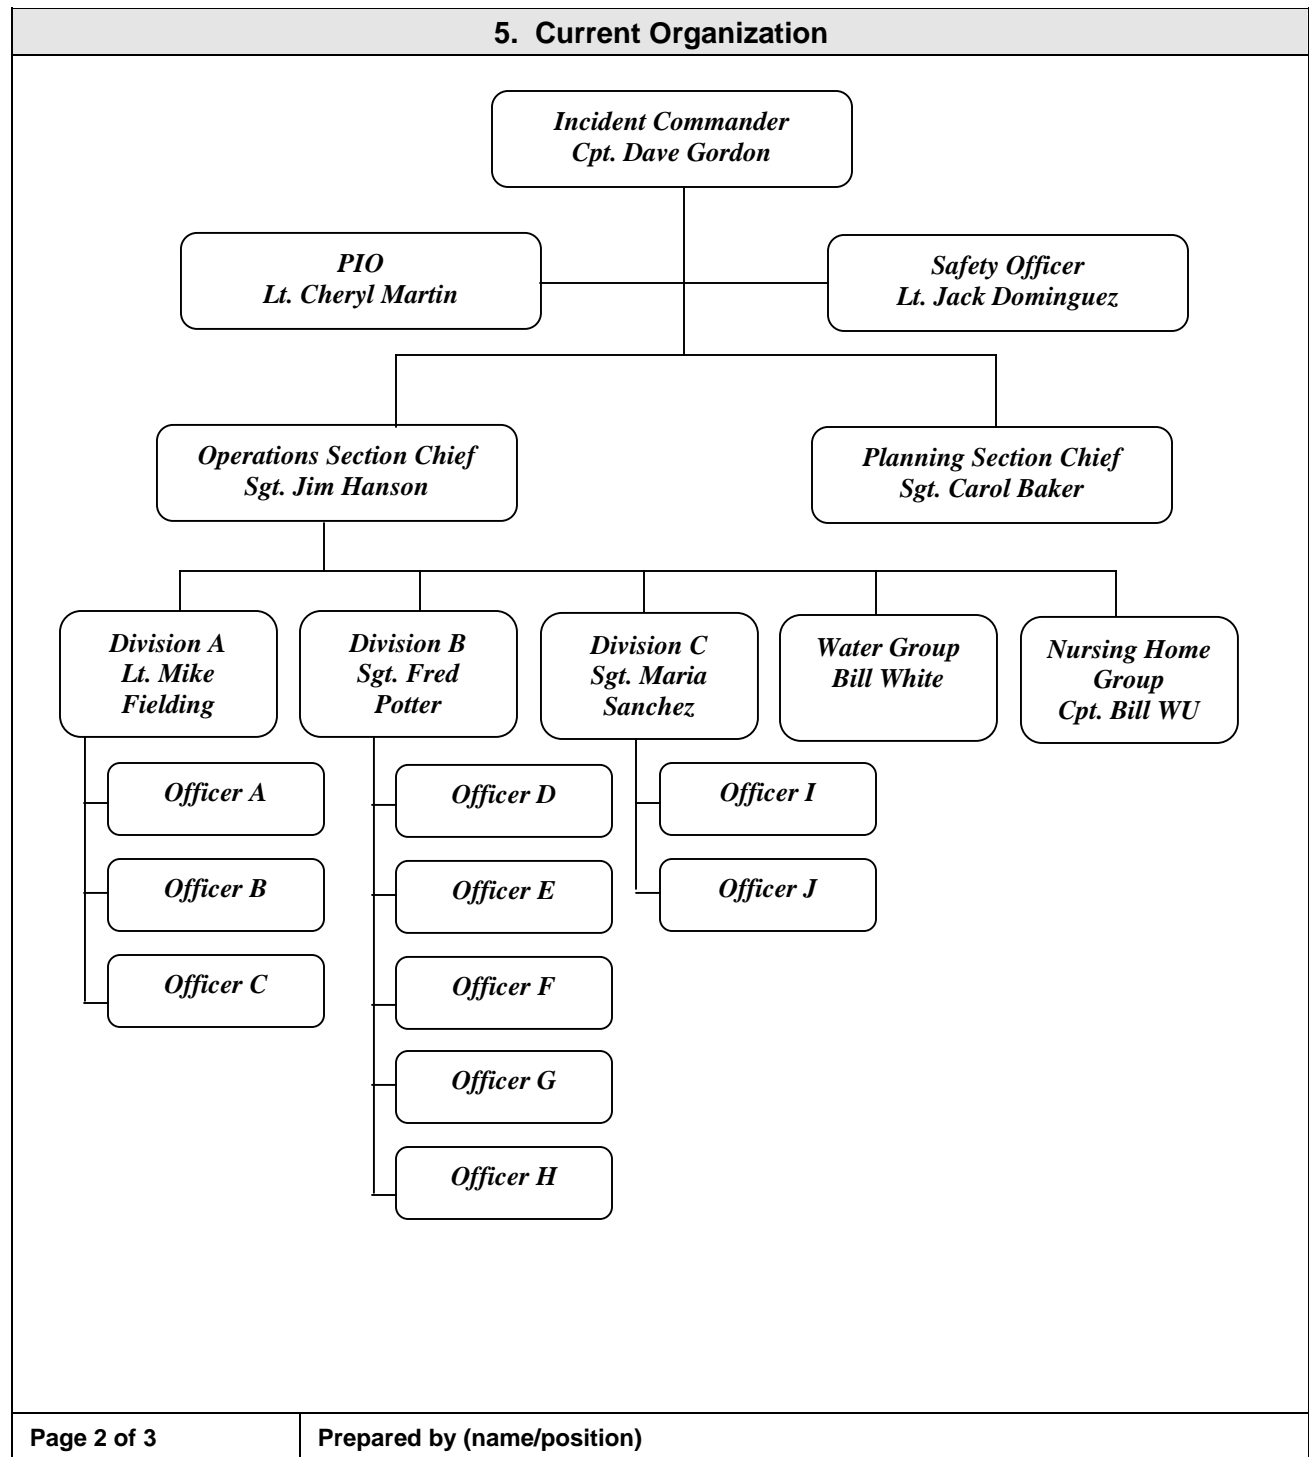 5. Current Organization
Incident Commander
Cpt. Dave Gordon
PIO
Lt. Cheryl Martin
Safety Officer
Lt. Jack Dominguez
Operations Section Chief
Sgt. Jim Hanson
Planning Section Chief
Sgt. Carol Baker
Division A
Lt. Mike
Fielding
Division B
Sgt. Fred
Potter
Division C
Sgt. Maria
Sanchez
Water Group
Bill White
Nursing Home
Group
Cpt. Bill WU
Officer A
Officer B
Officer C
Officer D
Officer E
Officer F
Officer G
Officer H
Officer I
Officer J
Page 2 of 3
Prepared by (name/position)